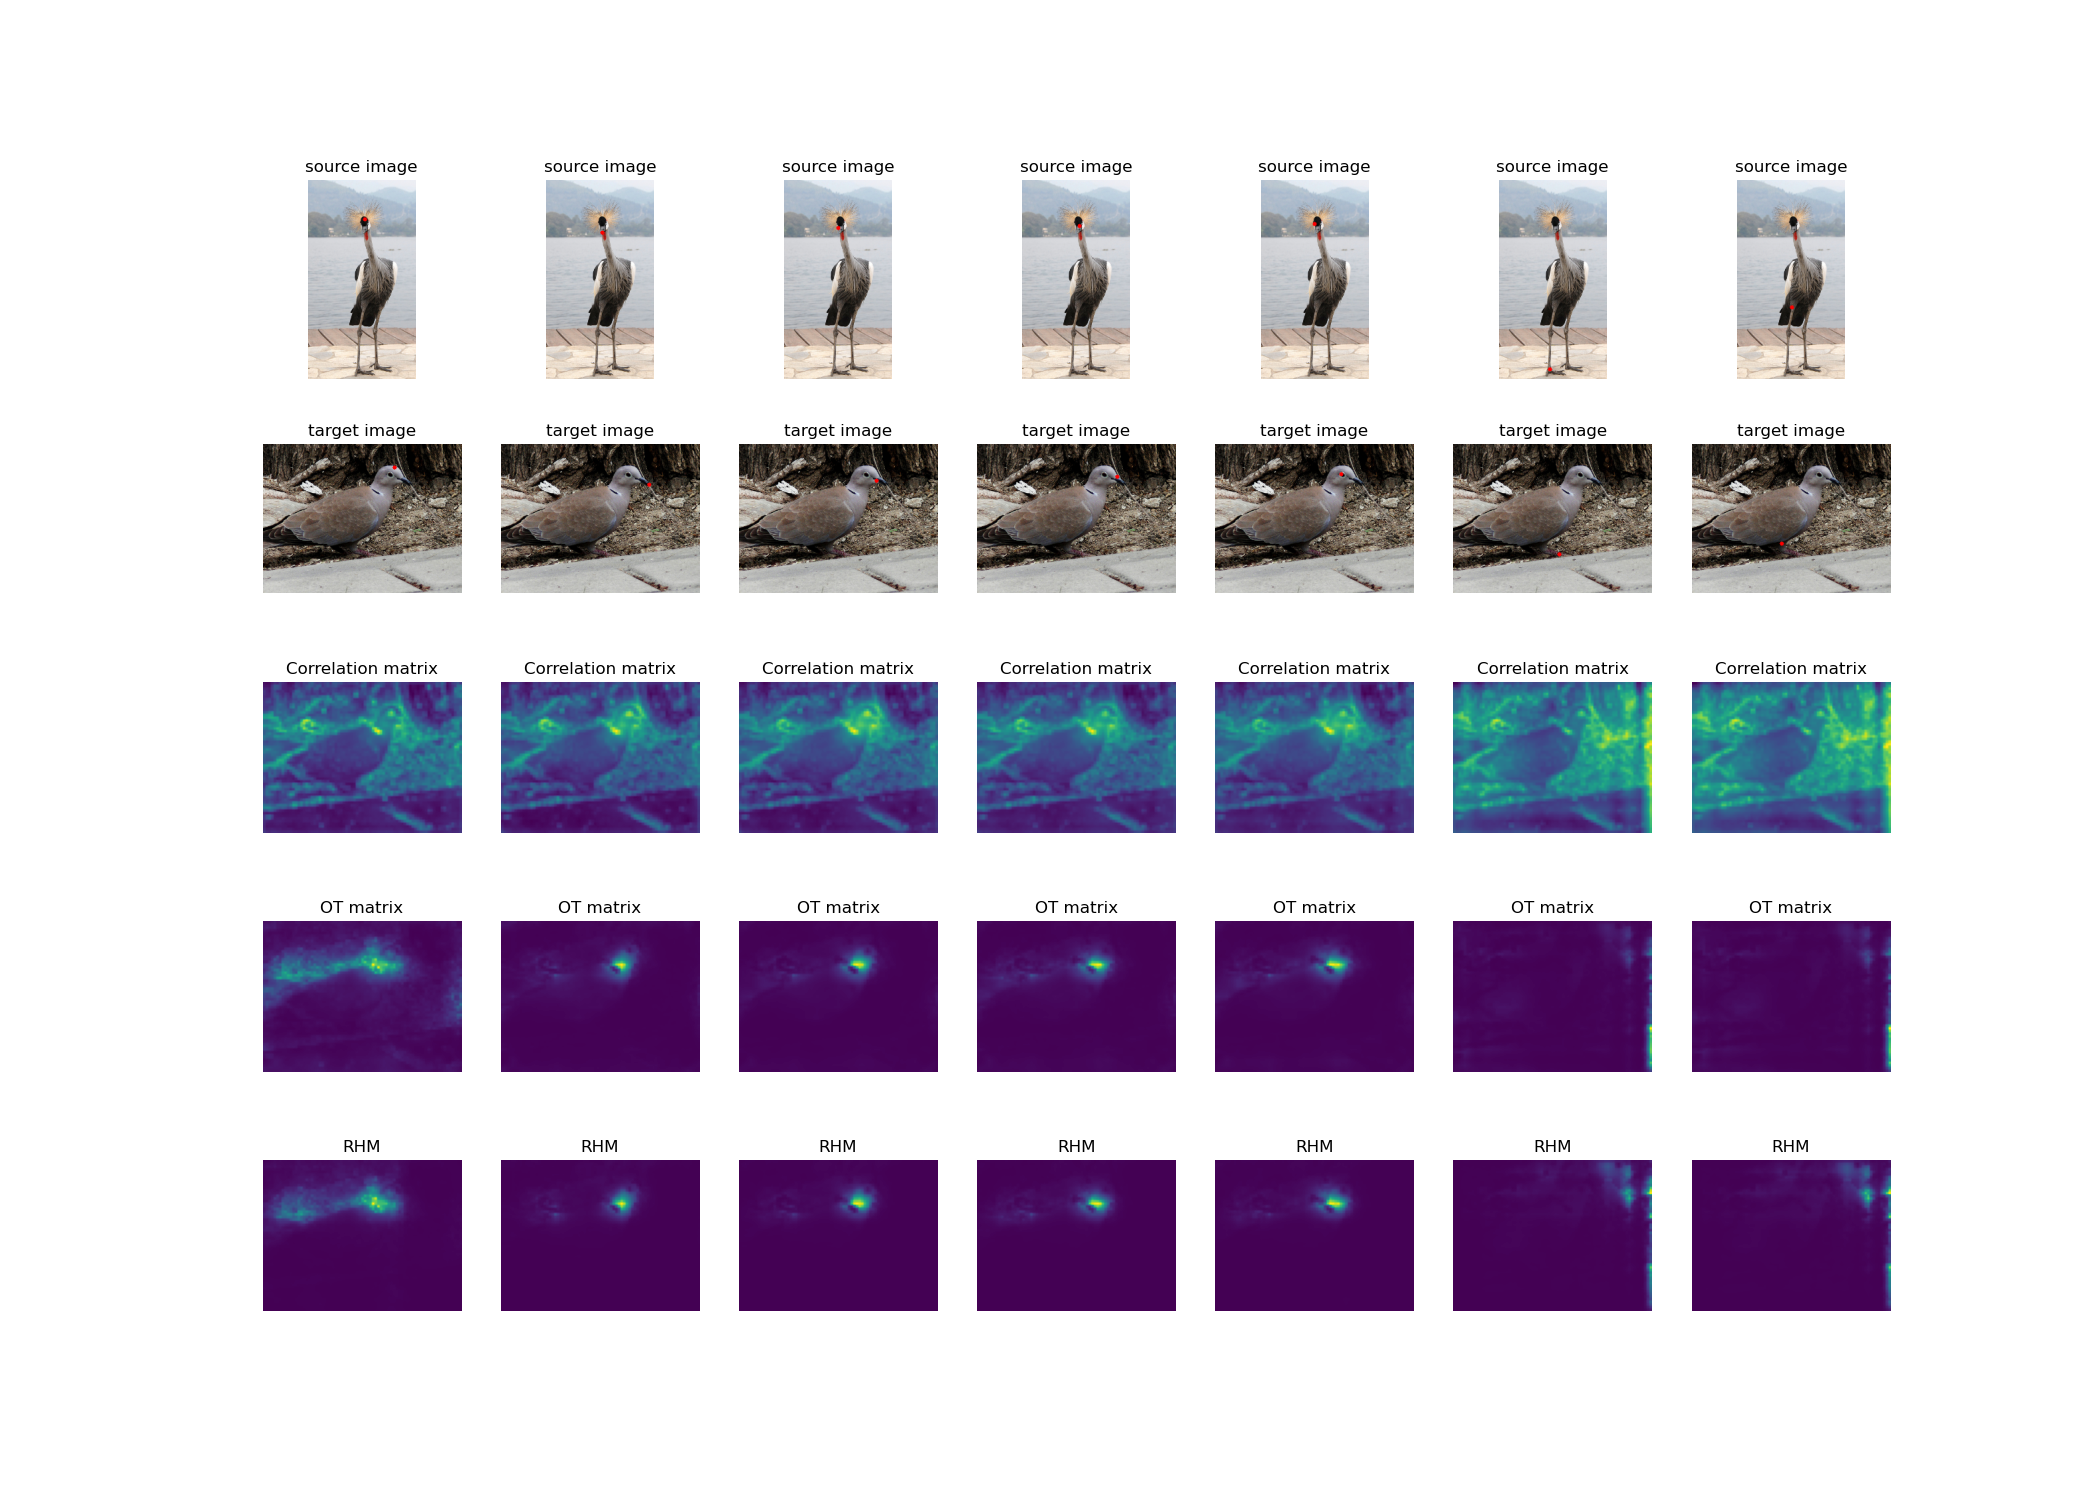 source image source image source image source image source image source image source image
target image target image target image target image target image target image target image
Correlation matrix Correlation matrix Correlation matrix Correlation matrix Correlation matrix Correlation matrix Correlation matrix
OT matrix OT matrix OT matrix OT matrix OT matrix OT matrix OT matrix
RHM RHM RHM RHM RHM RHM RHM